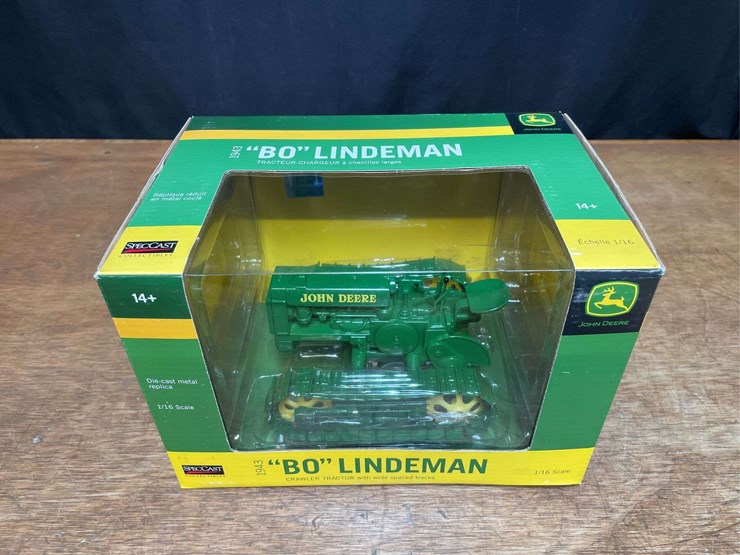 JOHN DEERE
1943 "BO" LINDEMAN
TRACTEUR-CHARGEUR à chenilles larges
Réplique réduit
en métal coulé
14+
SPECCAST
COLLECTIBLES
Échelle 1/16
14+
JOHN DEERE
JOHN DEERE
Die-cast metal
replica
1/16 Scale
SPECCAST
COLLECTIBLES
1943 "BO" LINDEMAN
CRAWLER TRACTOR with wide spaced tracks
1/16 Scale